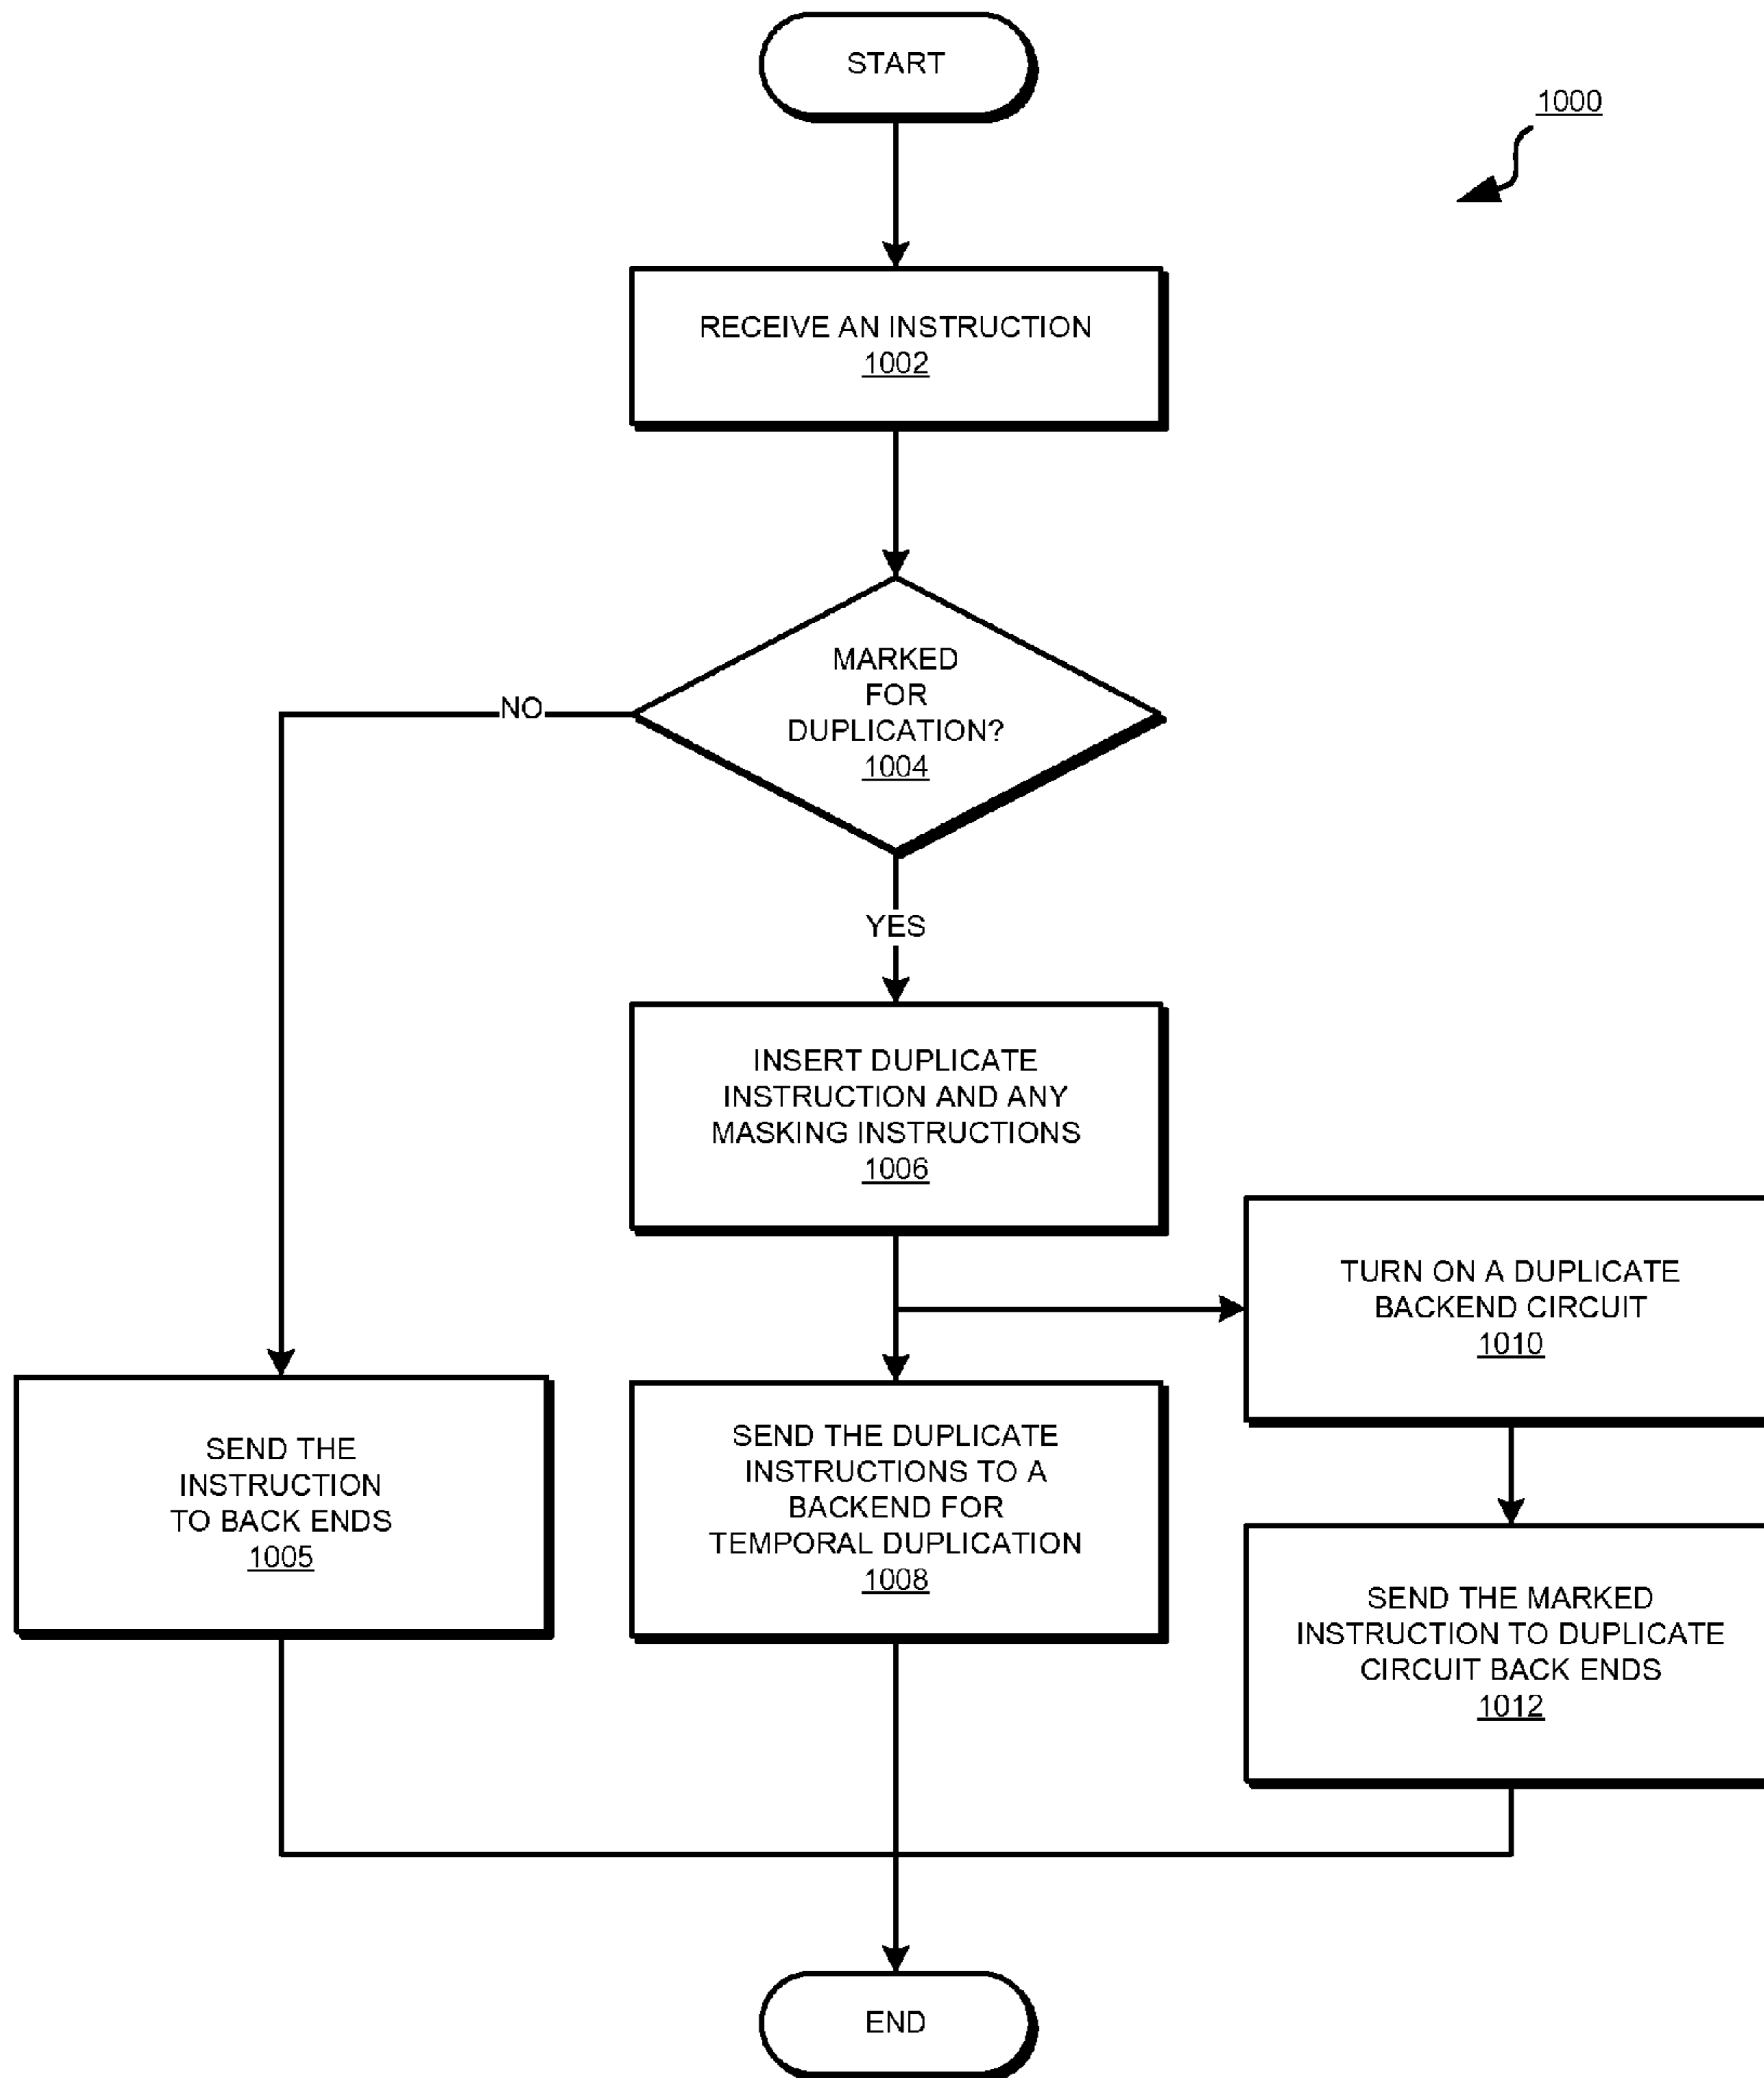 START
1000
RECEIVE AN INSTRUCTION
1002
MARKED
FOR
DUPLICATION?
1004
NO
YES
INSERT DUPLICATE
INSTRUCTION AND ANY
MASKING INSTRUCTIONS
1006
TURN ON A DUPLICATE
BACKEND CIRCUIT
1010
SEND THE
INSTRUCTION
TO BACK ENDS
1005
SEND THE DUPLICATE
INSTRUCTIONS TO A
BACKEND FOR
TEMPORAL DUPLICATION
1008
SEND THE MARKED
INSTRUCTION TO DUPLICATE
CIRCUIT BACK ENDS
1012
END